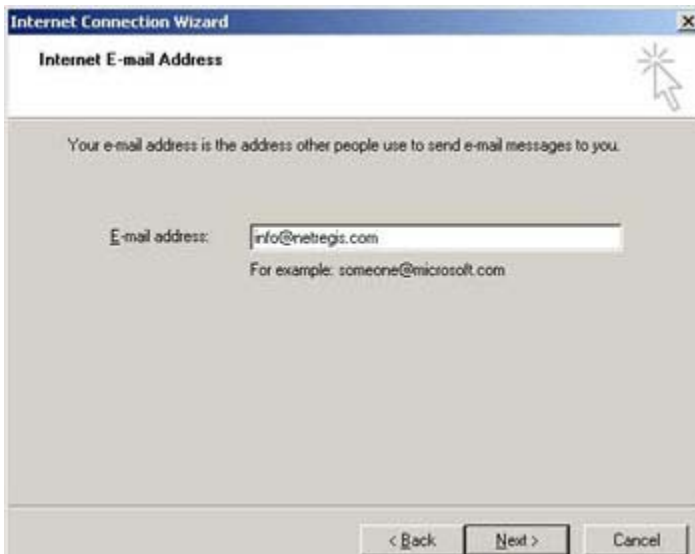 Internet Connection Wizard
Internet E-mail Address
Your e-mail address is the address other people use to send e-mail messages to you.
E-mail address: info@netregis.com
For example: someone@microsoft.com
< Back Next > Cancel